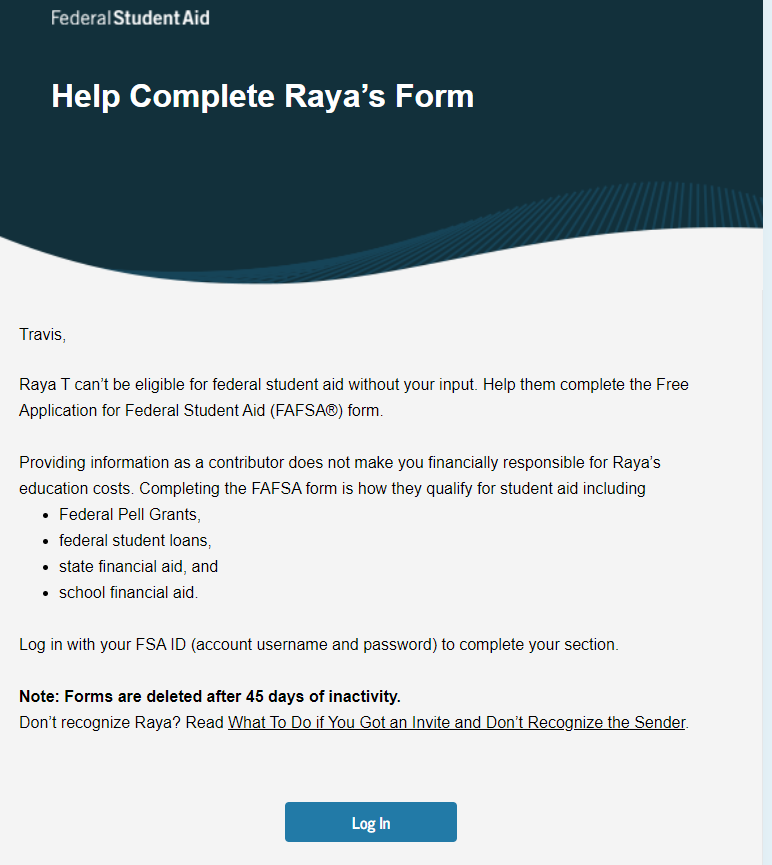 Federal Student Aid
Help Complete Raya’s Form
Travis,
Raya T can’t be eligible for federal student aid without your input. Help them complete the Free
Application for Federal Student Aid (FAFSA®) form.
Providing information as a contributor does not make you financially responsible for Raya’s
education costs. Completing the FAFSA form is how they qualify for student aid including
• Federal Pell Grants,
• federal student loans,
• state financial aid, and
• school financial aid.
Log in with your FSA ID (account username and password) to complete your section.
Note: Forms are deleted after 45 days of inactivity.
Don’t recognize Raya? Read What To Do if You Got an Invite and Don’t Recognize the Sender.
Log In